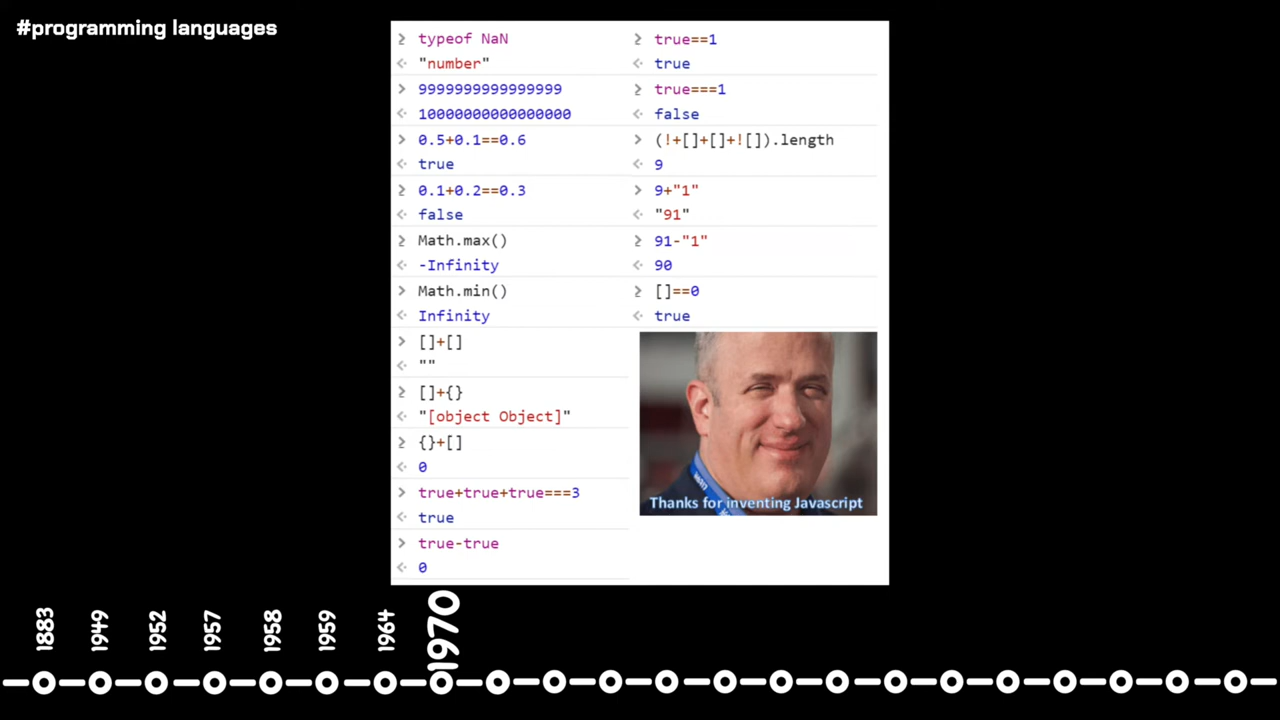 #programming languages
typeof NaN
"number"
9999999999999999
10000000000000000
0.5+0.1==0.6
true
0.1+0.2==0.3
false
Math.max()
-Infinity
Math.min()
Infinity
[]+[]
""
[]+{}
"[object Object]"
{}+[]
0
true+true+true===3
true
true-true
0
true==1
true
true===1
false
(!+[]+[]+![]).length
9
9+"1"
"91"
91-"1"
90
[]==0
true
Thanks for inventing Javascript
1883
1949
1952
1957
1958
1959
1964
1970